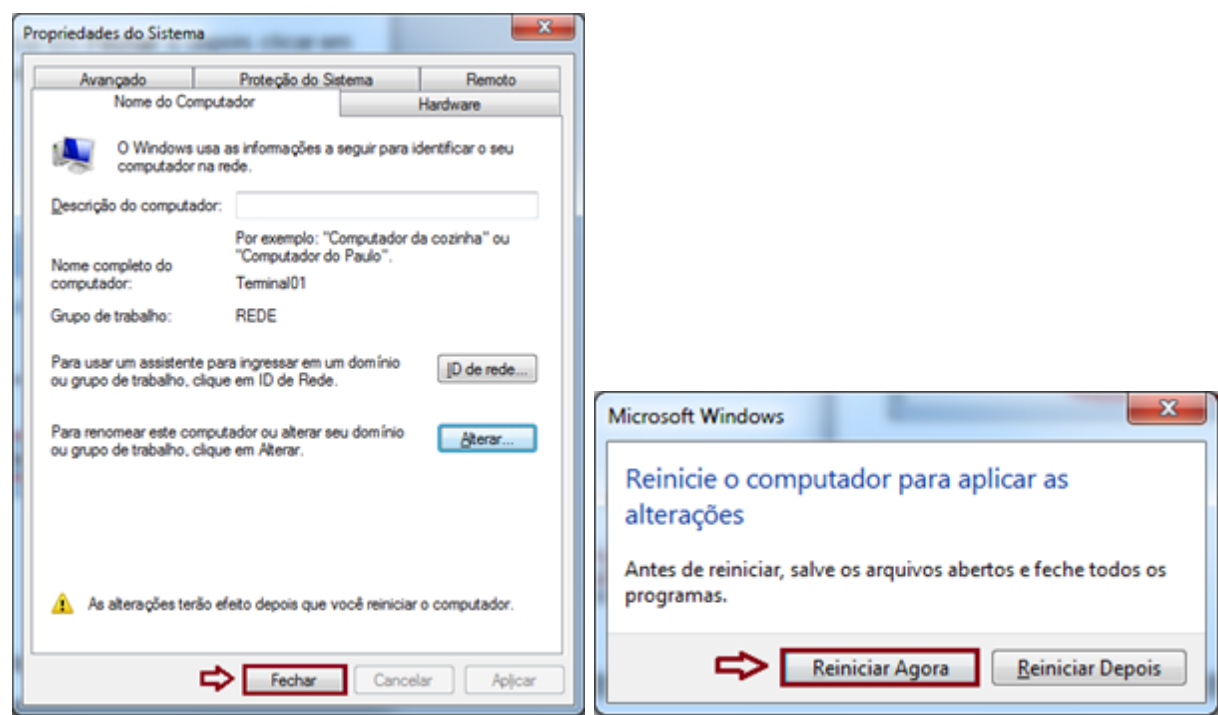 Propriedades do Sistema
Avançado
Proteção do Sistema
Remoto
Nome do Computador
Hardware
O Windows usa as informações a seguir para identificar o seu
computador na rede.
Descrição do computador:
Por exemplo: "Computador da cozinha" ou
"Computador do Paulo".
Nome completo do
computador:
Terminal01
Grupo de trabalho:
REDE
Para usar um assistente para ingressar em um domínio
ou grupo de trabalho, clique em ID de Rede.
ID de rede...
Para renomear este computador ou alterar seu domínio
ou grupo de trabalho, clique em Alterar.
Alterar...
As alterações terão efeito depois que você reiniciar o computador.
Fechar
Cancelar
Aplicar
Microsoft Windows
Reinicie o computador para aplicar as
alterações
Antes de reiniciar, salve os arquivos abertos e feche todos os
programas.
Reiniciar Agora
Reiniciar Depois